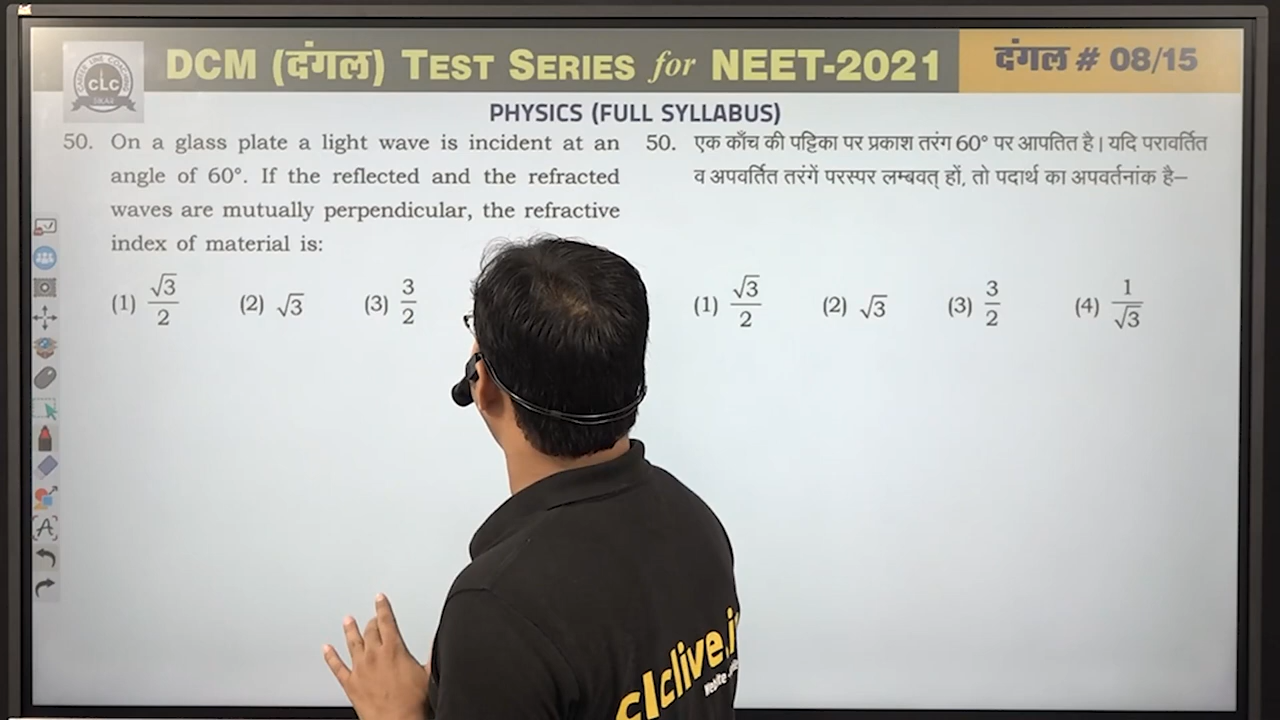 DCM (दंगल) TEST SERIES for NEET-2021
दंगल # 08/15
CLC
SIKAR
PHYSICS (FULL SYLLABUS)
50. On a glass plate a light wave is incident at an
angle of 60°. If the reflected and the refracted
waves are mutually perpendicular, the refractive
index of material is:
(1) √3/2 (2) √3 (3) 3/2
50. एक काँच की पट्टिका पर प्रकाश तरंग 60° पर आपतित है। यदि परावर्तित
व अपवर्तित तरंगें परस्पर लम्बवत् हों, तो पदार्थ का अपवर्तनांक है–
(1) √3/2 (2) √3 (3) 3/2 (4) 1/√3
clclive.i